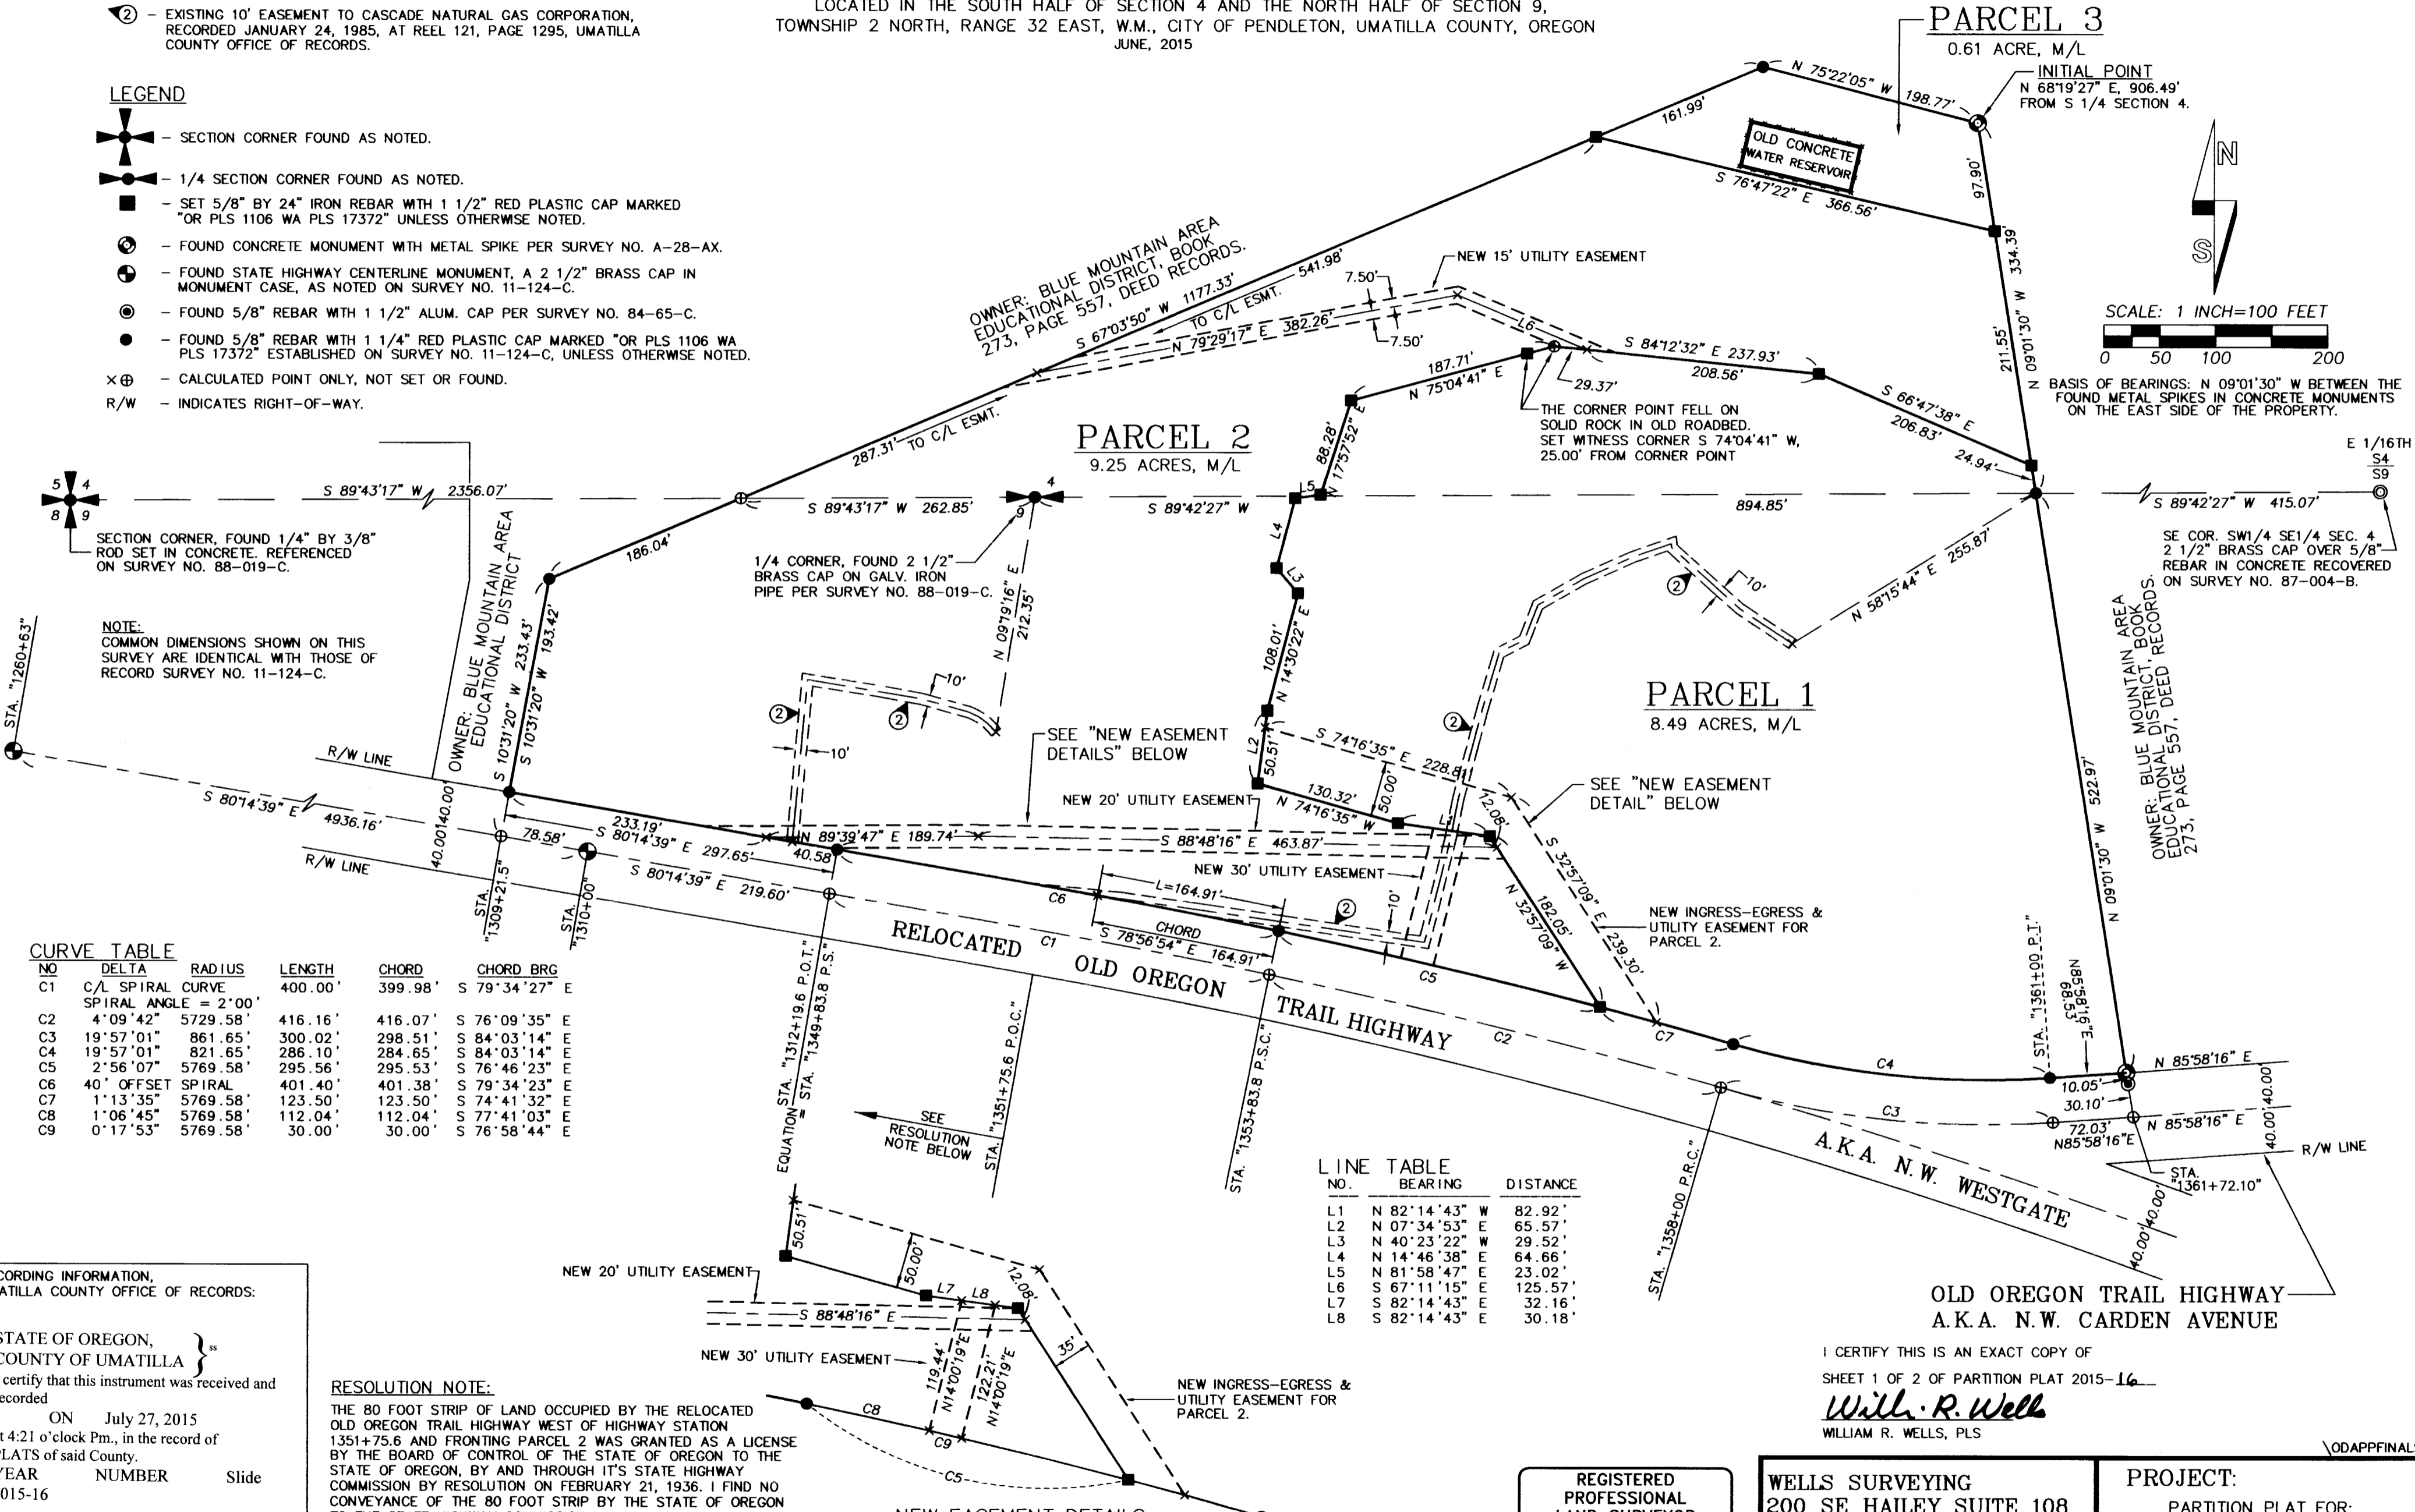 ② – EXISTING 10' EASEMENT TO CASCADE NATURAL GAS CORPORATION,
RECORDED JANUARY 24, 1985, AT REEL 121, PAGE 1295, UMATILLA
COUNTY OFFICE OF RECORDS.
LOCATED IN THE SOUTH HALF OF SECTION 4 AND THE NORTH HALF OF SECTION 9,
TOWNSHIP 2 NORTH, RANGE 32 EAST, W.M., CITY OF PENDLETON, UMATILLA COUNTY, OREGON
JUNE, 2015
LEGEND
– SECTION CORNER FOUND AS NOTED.
– 1/4 SECTION CORNER FOUND AS NOTED.
– SET 5/8" BY 24" IRON REBAR WITH 1 1/2" RED PLASTIC CAP MARKED
"OR PLS 1106 WA PLS 17372" UNLESS OTHERWISE NOTED.
– FOUND CONCRETE MONUMENT WITH METAL SPIKE PER SURVEY NO. A-28-AX.
– FOUND STATE HIGHWAY CENTERLINE MONUMENT, A 2 1/2" BRASS CAP IN
MONUMENT CASE, AS NOTED ON SURVEY NO. 11-124-C.
– FOUND 5/8" REBAR WITH 1 1/2" ALUM. CAP PER SURVEY NO. 84-65-C.
– FOUND 5/8" REBAR WITH 1 1/4" RED PLASTIC CAP MARKED "OR PLS 1106 WA
PLS 17372" ESTABLISHED ON SURVEY NO. 11-124-C, UNLESS OTHERWISE NOTED.
×⊕ – CALCULATED POINT ONLY, NOT SET OR FOUND.
R/W – INDICATES RIGHT-OF-WAY.
PARCEL 3
0.61 ACRE, M/L
INITIAL POINT
N 68°19'27" E, 906.49'
FROM S 1/4 SECTION 4.
N 75°22'05" W 198.77'
161.99'
OLD CONCRETE
WATER RESERVOIR
S 76°47'22" E 366.56'
97.90'
N 09°01'30" W 334.39'
211.55'
N
S
SCALE: 1 INCH=100 FEET
0 50 100 200
BASIS OF BEARINGS: N 09°01'30" W BETWEEN THE
FOUND METAL SPIKES IN CONCRETE MONUMENTS
ON THE EAST SIDE OF THE PROPERTY.
OWNER: BLUE MOUNTAIN AREA
EDUCATIONAL DISTRICT, BOOK
273, PAGE 557, DEED RECORDS.
S 67°03'50" W 1177.33'
541.98'
TO C/L ESMT.
N 79°29'17" E 382.26'
7.50'
7.50'
NEW 15' UTILITY EASEMENT
L6
187.71'
N 75°04'41" E
29.37'
S 84°12'32" E 237.93'
208.56'
S 66°47'38" E
206.83'
24.94'
THE CORNER POINT FELL ON
SOLID ROCK IN OLD ROADBED.
SET WITNESS CORNER S 74°04'41" W,
25.00' FROM CORNER POINT
287.31' TO C/L ESMT.
PARCEL 2
9.25 ACRES, M/L
88.28'
N 17°57'52" E
E 1/16TH
S4
S9
5 4
8 9
S 89°43'17" W 2356.07'
S 89°43'17" W 262.85'
4
9
S 89°42'27" W
894.85'
S 89°42'27" W 415.07'
L5
L4
L3
SECTION CORNER, FOUND 1/4" BY 3/8"
ROD SET IN CONCRETE. REFERENCED
ON SURVEY NO. 88-019-C.
186.04'
1/4 CORNER, FOUND 2 1/2"
BRASS CAP ON GALV. IRON
PIPE PER SURVEY NO. 88-019-C.
N 09°19'16" E
212.35'
SE COR. SW1/4 SE1/4 SEC. 4
2 1/2" BRASS CAP OVER 5/8"
REBAR IN CONCRETE RECOVERED
ON SURVEY NO. 87-004-B.
N 58°15'44" E 255.87'
②
10'
NOTE:
COMMON DIMENSIONS SHOWN ON THIS
SURVEY ARE IDENTICAL WITH THOSE OF
RECORD SURVEY NO. 11-124-C.
STA. "1260+63"
OWNER: BLUE MOUNTAIN AREA
EDUCATIONAL DISTRICT
S 10°31'20" W 233.43'
S 10°31'20" W 193.42'
108.01'
N 14°30'22" E
PARCEL 1
8.49 ACRES, M/L
OWNER: BLUE MOUNTAIN AREA
EDUCATIONAL DISTRICT, BOOK
273, PAGE 557, DEED RECORDS.
N 09°01'30" W 522.97'
②
②
10'
10'
②
SEE "NEW EASEMENT
DETAILS" BELOW
L2
50.51'
S 74°16'35" E 228.81'
50.00'
130.32'
N 74°16'35" W
L1
12.08'
SEE "NEW EASEMENT
DETAIL" BELOW
R/W LINE
R/W LINE
S 80°14'39" E 4936.16'
40.00'
40.00'
NEW 20' UTILITY EASEMENT
233.19'
S 80°14'39" E 297.65'
N 89°39'47" E 189.74'
40.58'
78.58'
S 80°14'39" E 219.60'
S 88°48'16" E 463.87'
NEW 30' UTILITY EASEMENT
L=164.91'
CHORD
S 78°56'54" E 164.91'
②
10'
S 32°57'09" E 239.30'
182.05'
N 32°57'09" W
NEW INGRESS-EGRESS &
UTILITY EASEMENT FOR
PARCEL 2.
STA.
"1309+21.5"
STA.
"1310+00"
C6
C1
C5
RELOCATED OLD OREGON TRAIL HIGHWAY
C2
C7
C4
C3
STA. "1361+00 P.T."
N85°58'16"E
68.53'
N 85°58'16" E
10.05'
30.10'
72.03'
N85°58'16"E
N 85°58'16" E
40.00'
40.00'
R/W LINE
STA.
"1361+72.10"
A.K.A. N.W. WESTGATE
40.00'
40.00'
CURVE TABLE
NO DELTA RADIUS LENGTH CHORD CHORD BRG
C1 C/L SPIRAL CURVE 400.00' 399.98' S 79°34'27" E
SPIRAL ANGLE = 2°00'
C2 4°09'42" 5729.58' 416.16' 416.07' S 76°09'35" E
C3 19°57'01" 861.65' 300.02' 298.51' S 84°03'14" E
C4 19°57'01" 821.65' 286.10' 284.65' S 84°03'14" E
C5 2°56'07" 5769.58' 295.56' 295.53' S 76°46'23" E
C6 40' OFFSET SPIRAL 401.40' 401.38' S 79°34'23" E
C7 1°13'35" 5769.58' 123.50' 123.50' S 74°41'32" E
C8 1°06'45" 5769.58' 112.04' 112.04' S 77°41'03" E
C9 0°17'53" 5769.58' 30.00' 30.00' S 76°58'44" E
EQUATION STA. "1312+19.6 P.O.T."
= STA. "1349+83.8 P.S."
SEE
RESOLUTION
NOTE BELOW
STA. "1351+75.6 P.O.C."
STA. "1353+83.8 P.S.C."
STA. "1358+00 P.R.C."
LINE TABLE
NO. BEARING DISTANCE
L1 N 82°14'43" W 82.92'
L2 N 07°34'53" E 65.57'
L3 N 40°23'22" W 29.52'
L4 N 14°46'38" E 64.66'
L5 N 81°58'47" E 23.02'
L6 S 67°11'15" E 125.57'
L7 S 82°14'43" E 32.16'
L8 S 82°14'43" E 30.18'
OLD OREGON TRAIL HIGHWAY
A.K.A. N.W. CARDEN AVENUE
50.51'
50.00'
NEW 20' UTILITY EASEMENT
L7 L8
12.08'
S 88°48'16" E
NEW 30' UTILITY EASEMENT
119.44'
N14°00'19"E
122.21'
N14°00'19"E
35'
NEW INGRESS-EGRESS &
UTILITY EASEMENT FOR
PARCEL 2.
C8
C9
C5
NEW EASEMENT DETAILS
CORDING INFORMATION,
ATILLA COUNTY OFFICE OF RECORDS:
STATE OF OREGON,
COUNTY OF UMATILLA } ss
certify that this instrument was received and
ecorded
ON July 27, 2015
t 4:21 o'clock Pm., in the record of
PLATS of said County.
YEAR NUMBER Slide
015-16
RESOLUTION NOTE:
THE 80 FOOT STRIP OF LAND OCCUPIED BY THE RELOCATED
OLD OREGON TRAIL HIGHWAY WEST OF HIGHWAY STATION
1351+75.6 AND FRONTING PARCEL 2 WAS GRANTED AS A LICENSE
BY THE BOARD OF CONTROL OF THE STATE OF OREGON TO THE
STATE OF OREGON, BY AND THROUGH IT'S STATE HIGHWAY
COMMISSION BY RESOLUTION ON FEBRUARY 21, 1936. I FIND NO
CONVEYANCE OF THE 80 FOOT STRIP BY THE STATE OF OREGON
I CERTIFY THIS IS AN EXACT COPY OF
SHEET 1 OF 2 OF PARTITION PLAT 2015-16
Will. R. Wells
WILLIAM R. WELLS, PLS
\ODAPPFINAL
REGISTERED
PROFESSIONAL
LAND SURVEYOR
WELLS SURVEYING
200 SE HAILEY SUITE 108
PROJECT:
PARTITION PLAT FOR: